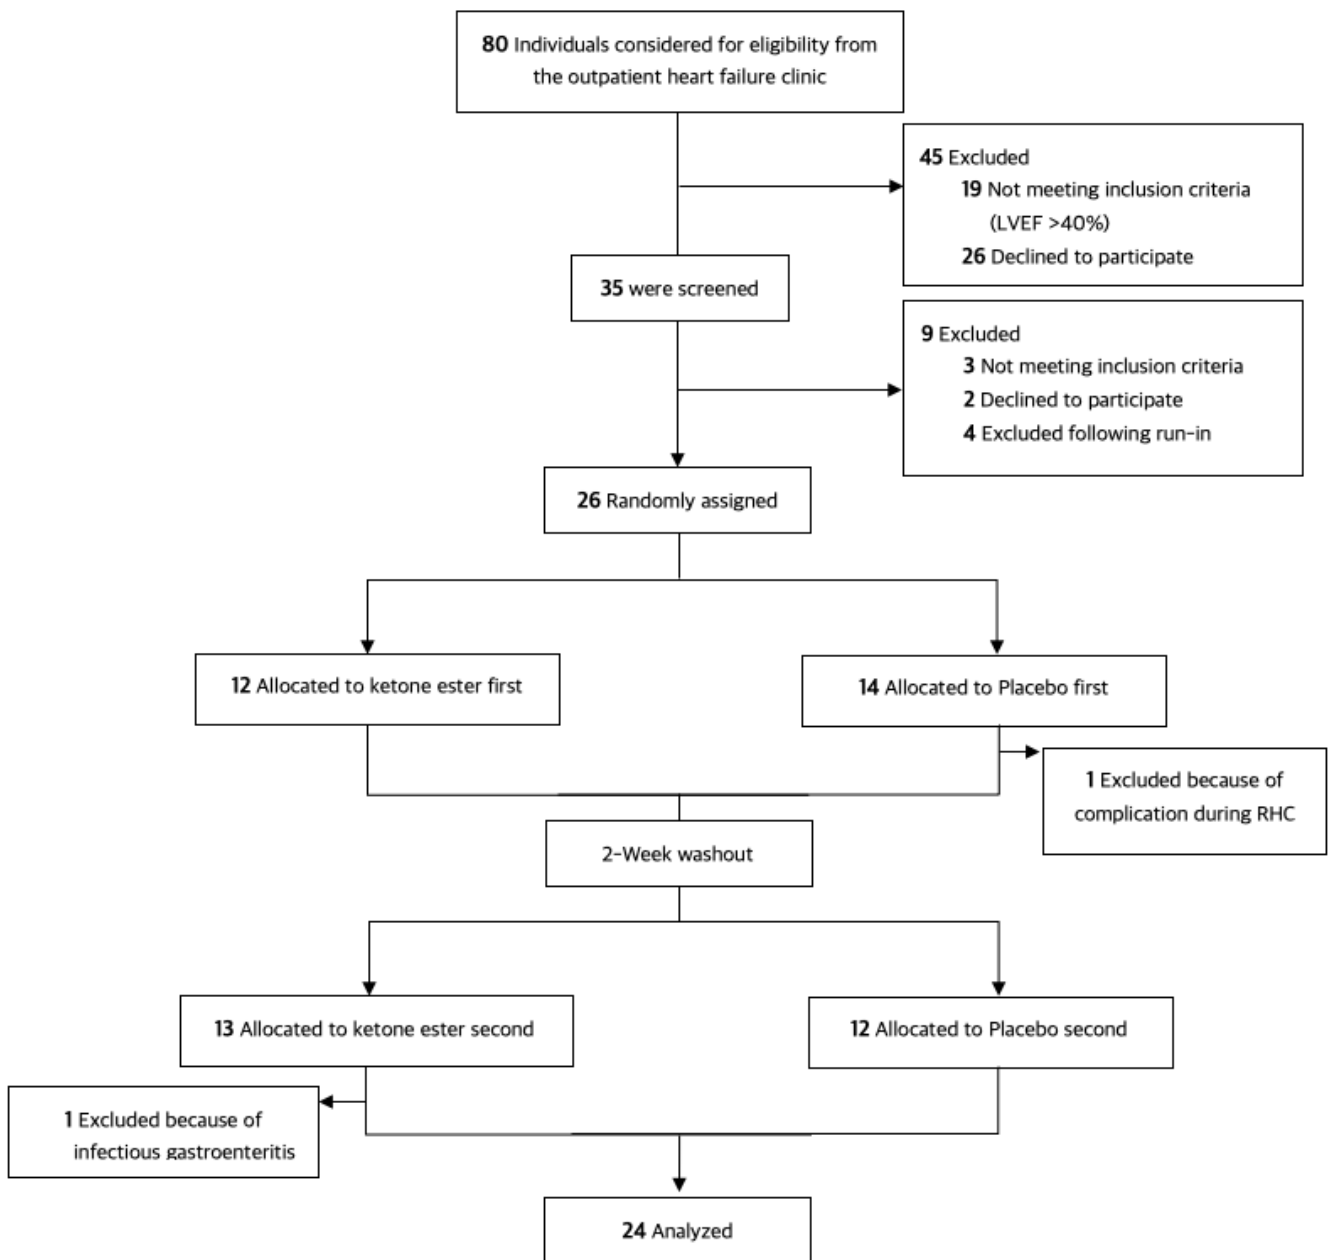 80 Individuals considered for eligibility from
the outpatient heart failure clinic
45 Excluded
19 Not meeting inclusion criteria
(LVEF >40%)
26 Declined to participate
35 were screened
9 Excluded
3 Not meeting inclusion criteria
2 Declined to participate
4 Excluded following run-in
26 Randomly assigned
12 Allocated to ketone ester first
14 Allocated to Placebo first
1 Excluded because of
complication during RHC
2-Week washout
13 Allocated to ketone ester second
12 Allocated to Placebo second
1 Excluded because of
infectious gastroenteritis
24 Analyzed